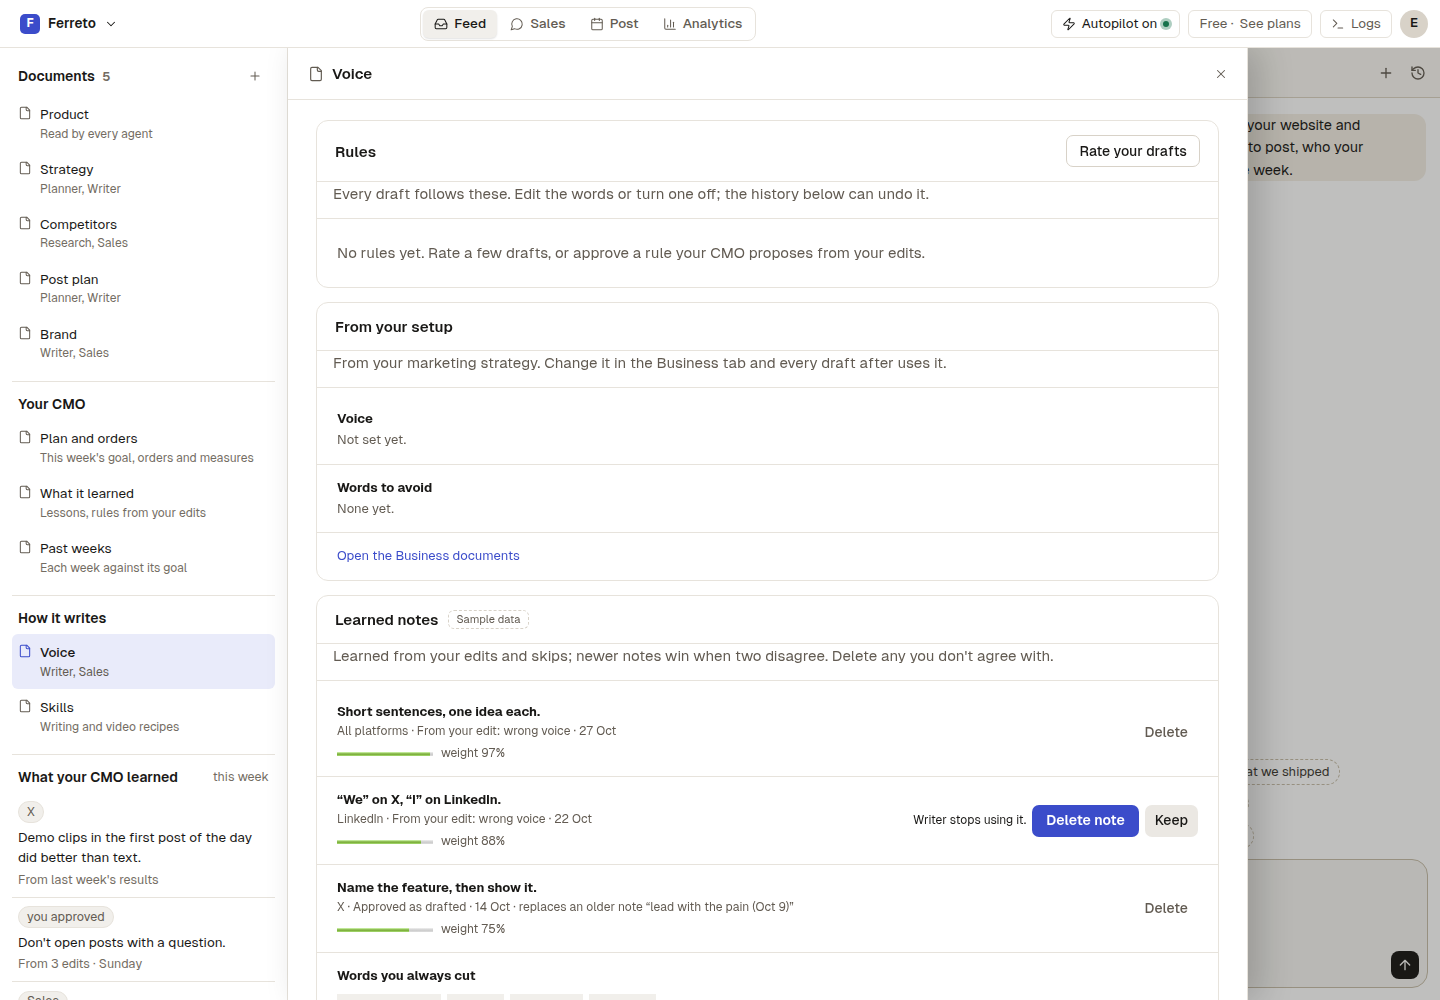 F Ferreto
Feed Sales Post Analytics
Autopilot on Free · See plans Logs E
Documents 5
Product
Read by every agent
Strategy
Planner, Writer
Competitors
Research, Sales
Post plan
Planner, Writer
Brand
Writer, Sales
Your CMO
Plan and orders
This week's goal, orders and measures
What it learned
Lessons, rules from your edits
Past weeks
Each week against its goal
How it writes
Voice
Writer, Sales
Skills
Writing and video recipes
What your CMO learned this week
X
Demo clips in the first post of the day
did better than text.
From last week's results
you approved
Don't open posts with a question.
From 3 edits · Sunday
Sales
Voice
Rules
Rate your drafts
Every draft follows these. Edit the words or turn one off; the history below can undo it.
No rules yet. Rate a few drafts, or approve a rule your CMO proposes from your edits.
From your setup
From your marketing strategy. Change it in the Business tab and every draft after uses it.
Voice
Not set yet.
Words to avoid
None yet.
Open the Business documents
Learned notes Sample data
Learned from your edits and skips; newer notes win when two disagree. Delete any you don't agree with.
Short sentences, one idea each.
All platforms · From your edit: wrong voice · 27 Oct
weight 97%
Delete
“We” on X, “I” on LinkedIn.
LinkedIn · From your edit: wrong voice · 22 Oct
weight 88%
Writer stops using it. Delete note Keep
Name the feature, then show it.
X · Approved as drafted · 14 Oct · replaces an older note “lead with the pain (Oct 9)”
weight 75%
Delete
Words you always cut
your website and
to post, who your
week.
at we shipped